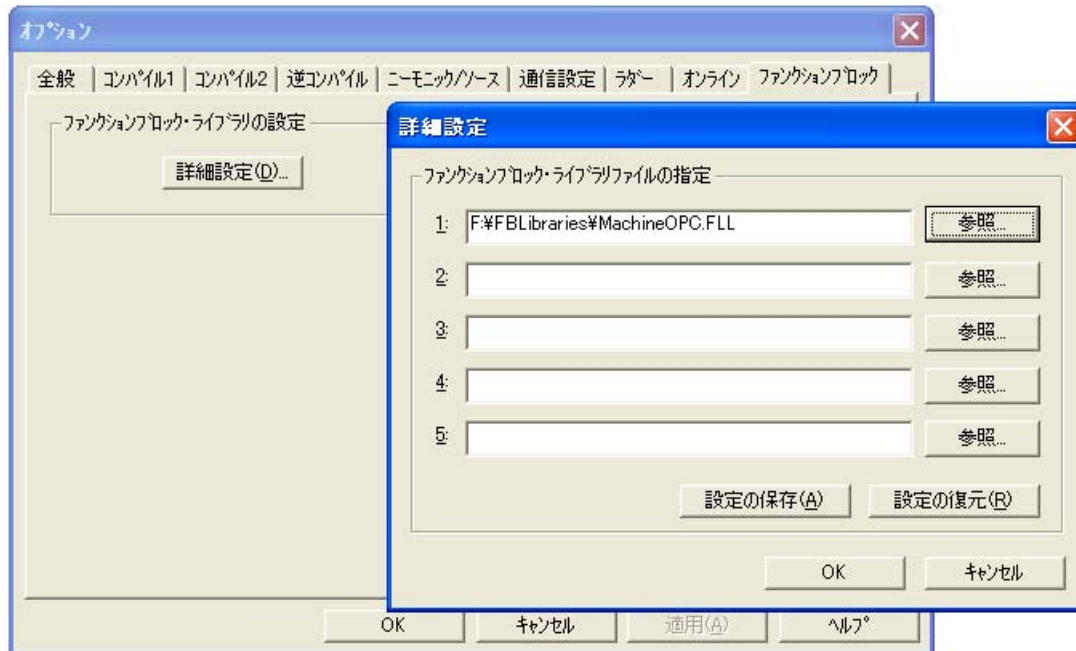 オプション
全般 コンパイル1 コンパイル2 逆コンパイル ニーモニック/ソース 通信設定 ラダー オンライン ファンクションブロック
ファンクションブロック・ライブラリの設定
詳細設定(D)...
詳細設定
ファンクションブロック・ライブラリファイルの指定
1: F:¥FBLibraries¥MachineOPC.FLL 参照...
2: 参照...
3: 参照...
4: 参照...
5: 参照...
設定の保存(A) 設定の復元(R)
OK キャンセル
OK キャンセル 適用(A) ヘルプ